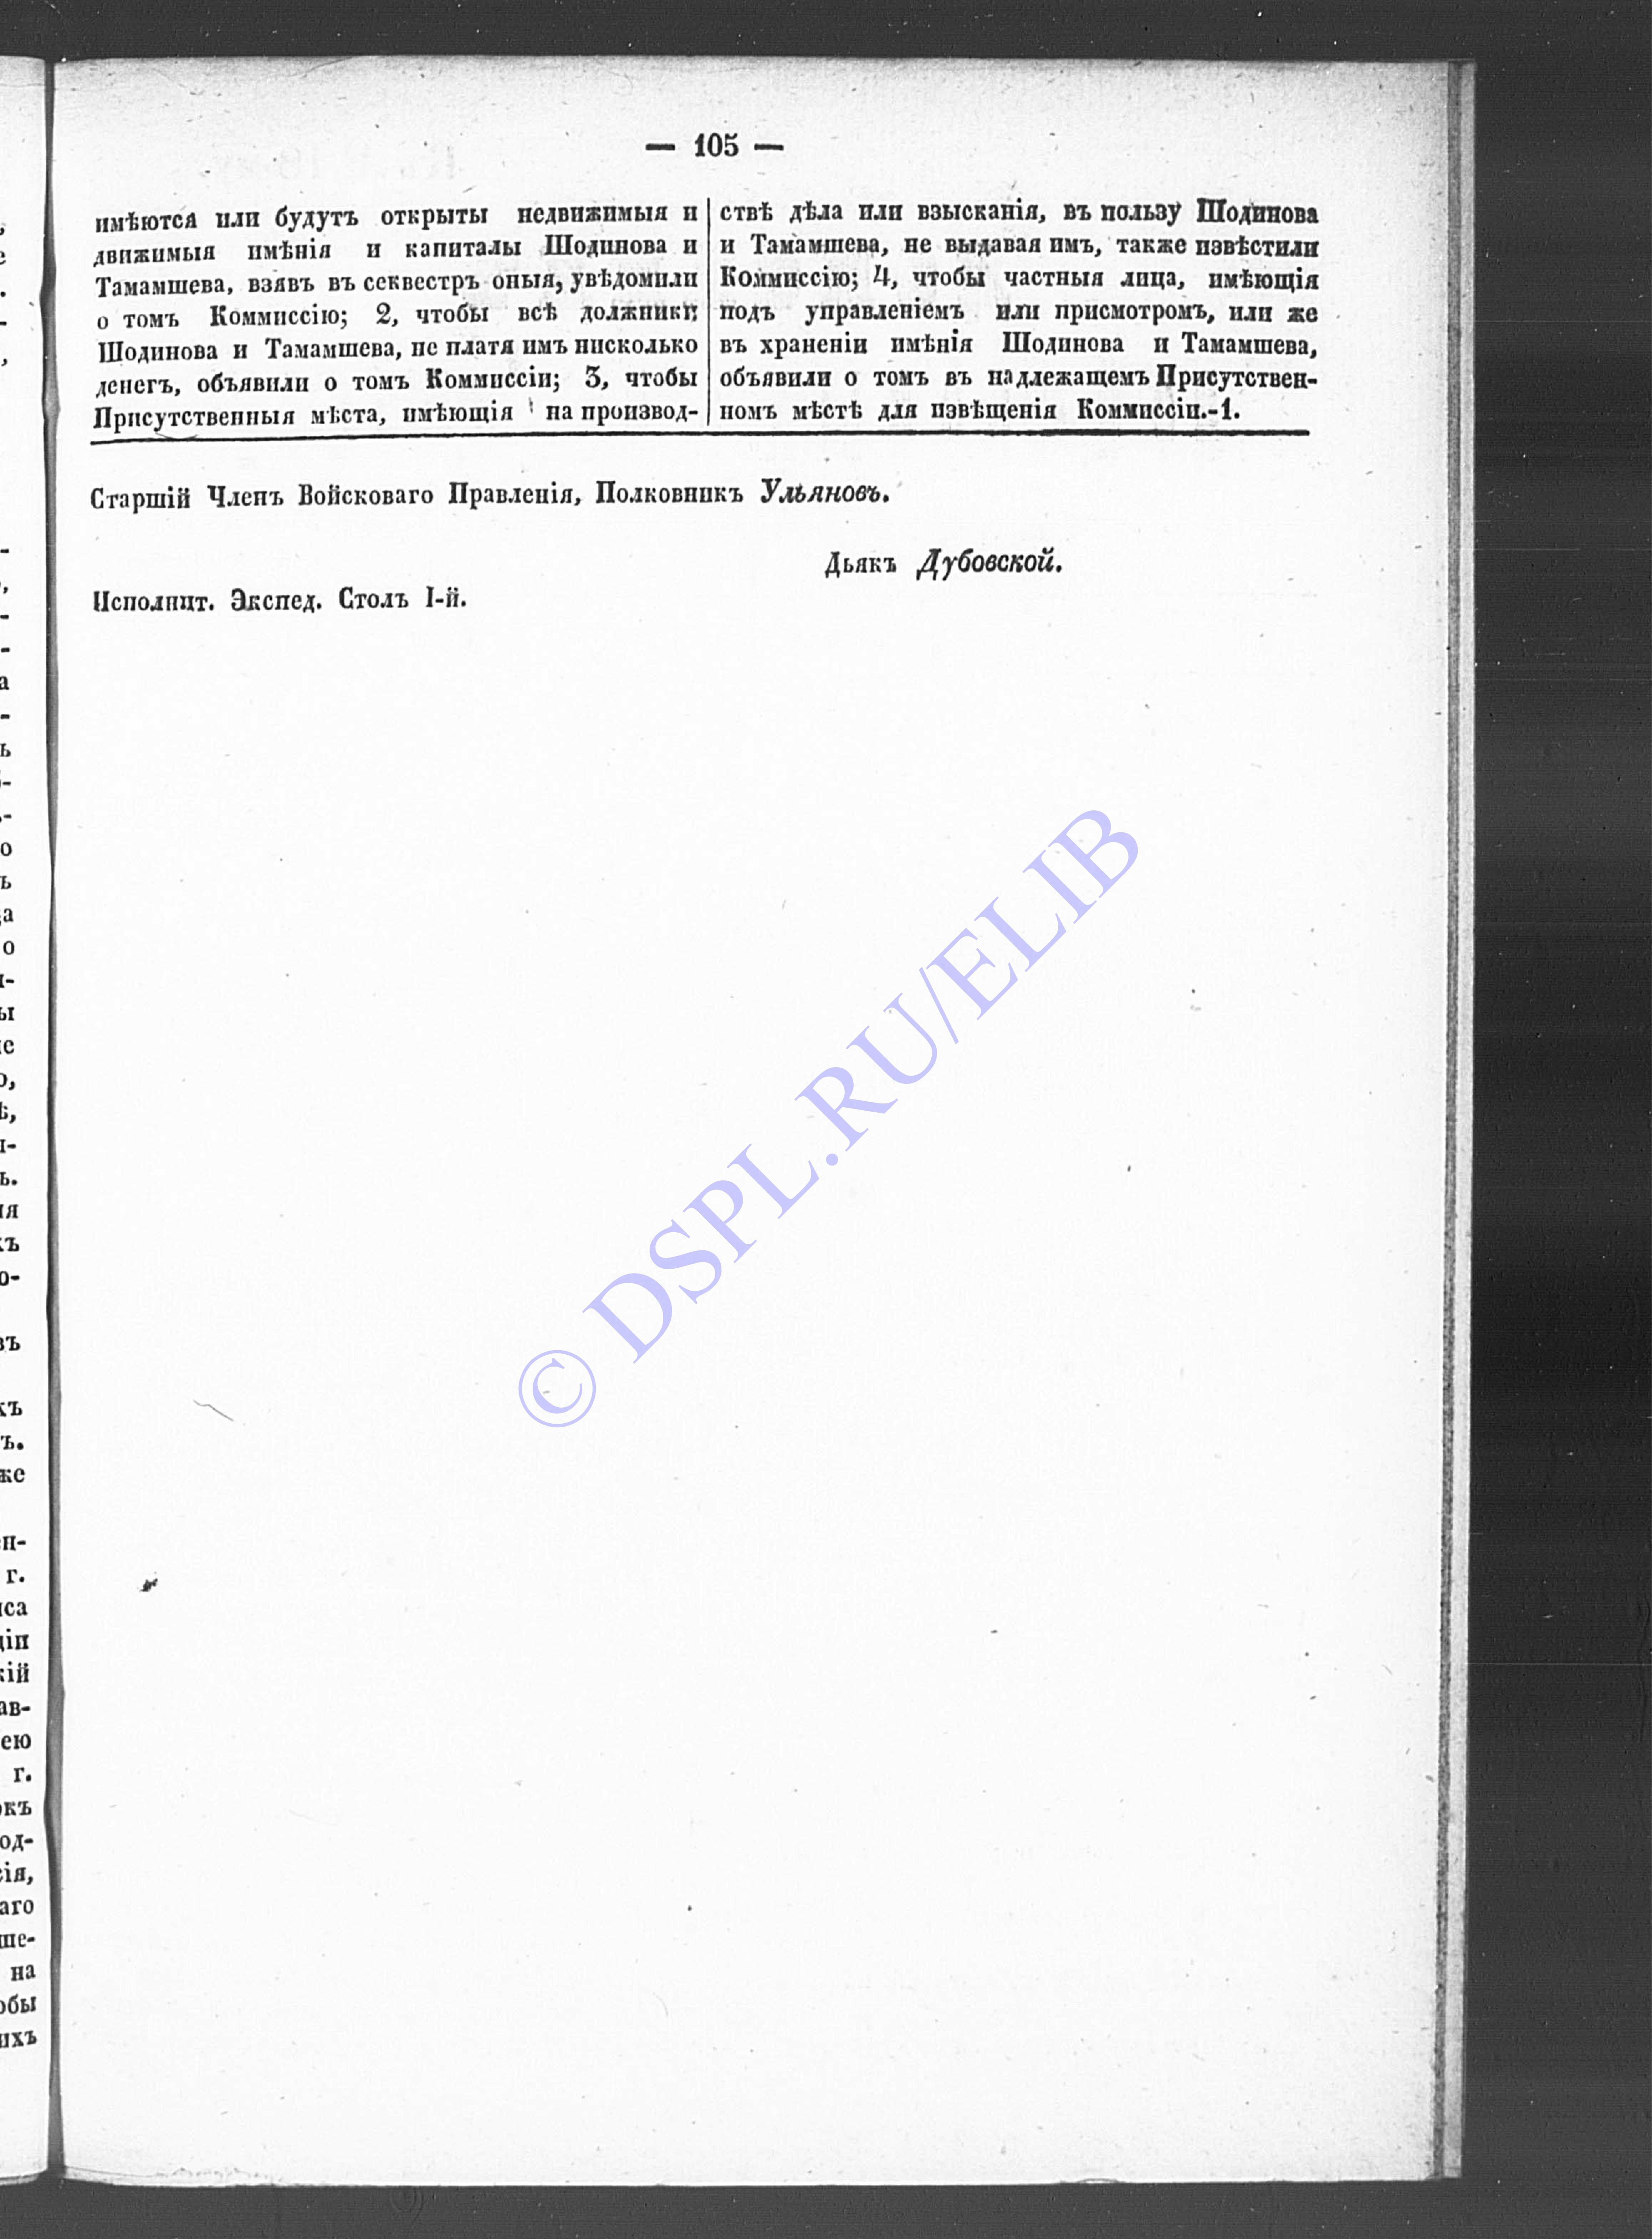 — 105 —
имѣются или будутъ открыты недвижимыя и
движимыя имѣнія и капиталы Шодинова и
Тамамшева, взявъ въ секвестръ оныя, увѣдомили
о томъ Коммиссію; 2, чтобы всѣ должники
Шодинова и Тамамшева, не платя имъ нисколько
денегъ, объявили о томъ Коммиссіи; 3, чтобы
Присутственныя мѣста, имѣющія на производ-
ствѣ дѣла или взысканія, въ пользу Шодинова
и Тамамшева, не выдавая имъ, также извѣстили
Коммиссію; 4, чтобы частныя лица, имѣющія
подъ управленіемъ или присмотромъ, или же
въ храненіи имѣнія Шодинова и Тамамшева,
объявили о томъ въ надлежащемъ Присутствен-
номъ мѣстѣ для извѣщенія Коммиссіи.-1.
Старшій Членъ Войсковаго Правленія, Полковникъ Ульяновъ.
Дьякъ Дубовской.
Исполнит. Экспед. Столъ I-й.
© DSPL.RU/ELIB